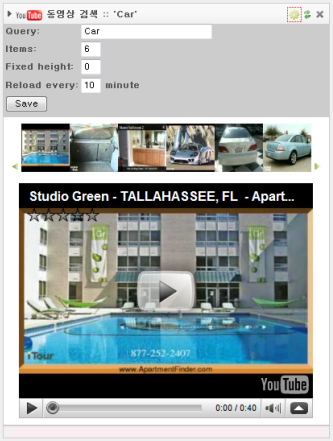 YouTube 동영상 검색 :: 'Car'
Query: Car
Items: 6
Fixed height: 0
Reload every: 10 minute
Save
Studio Green - TALLAHASSEE, FL - Apart...
iTour
877-252-2407
www.ApartmentFinder.com
YouTube
0:00 / 0:40